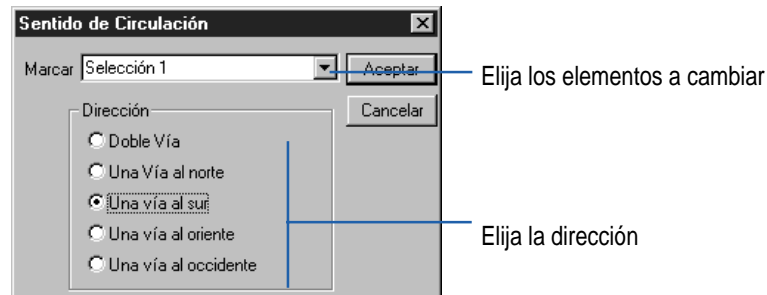 Sentido de Circulación
Marcar Selección 1 Aceptar Elija los elementos a cambiar
Dirección Cancelar
Doble Vía
Una Vía al norte
Una vía al sur
Una vía al oriente Elija la dirección
Una vía al occidente